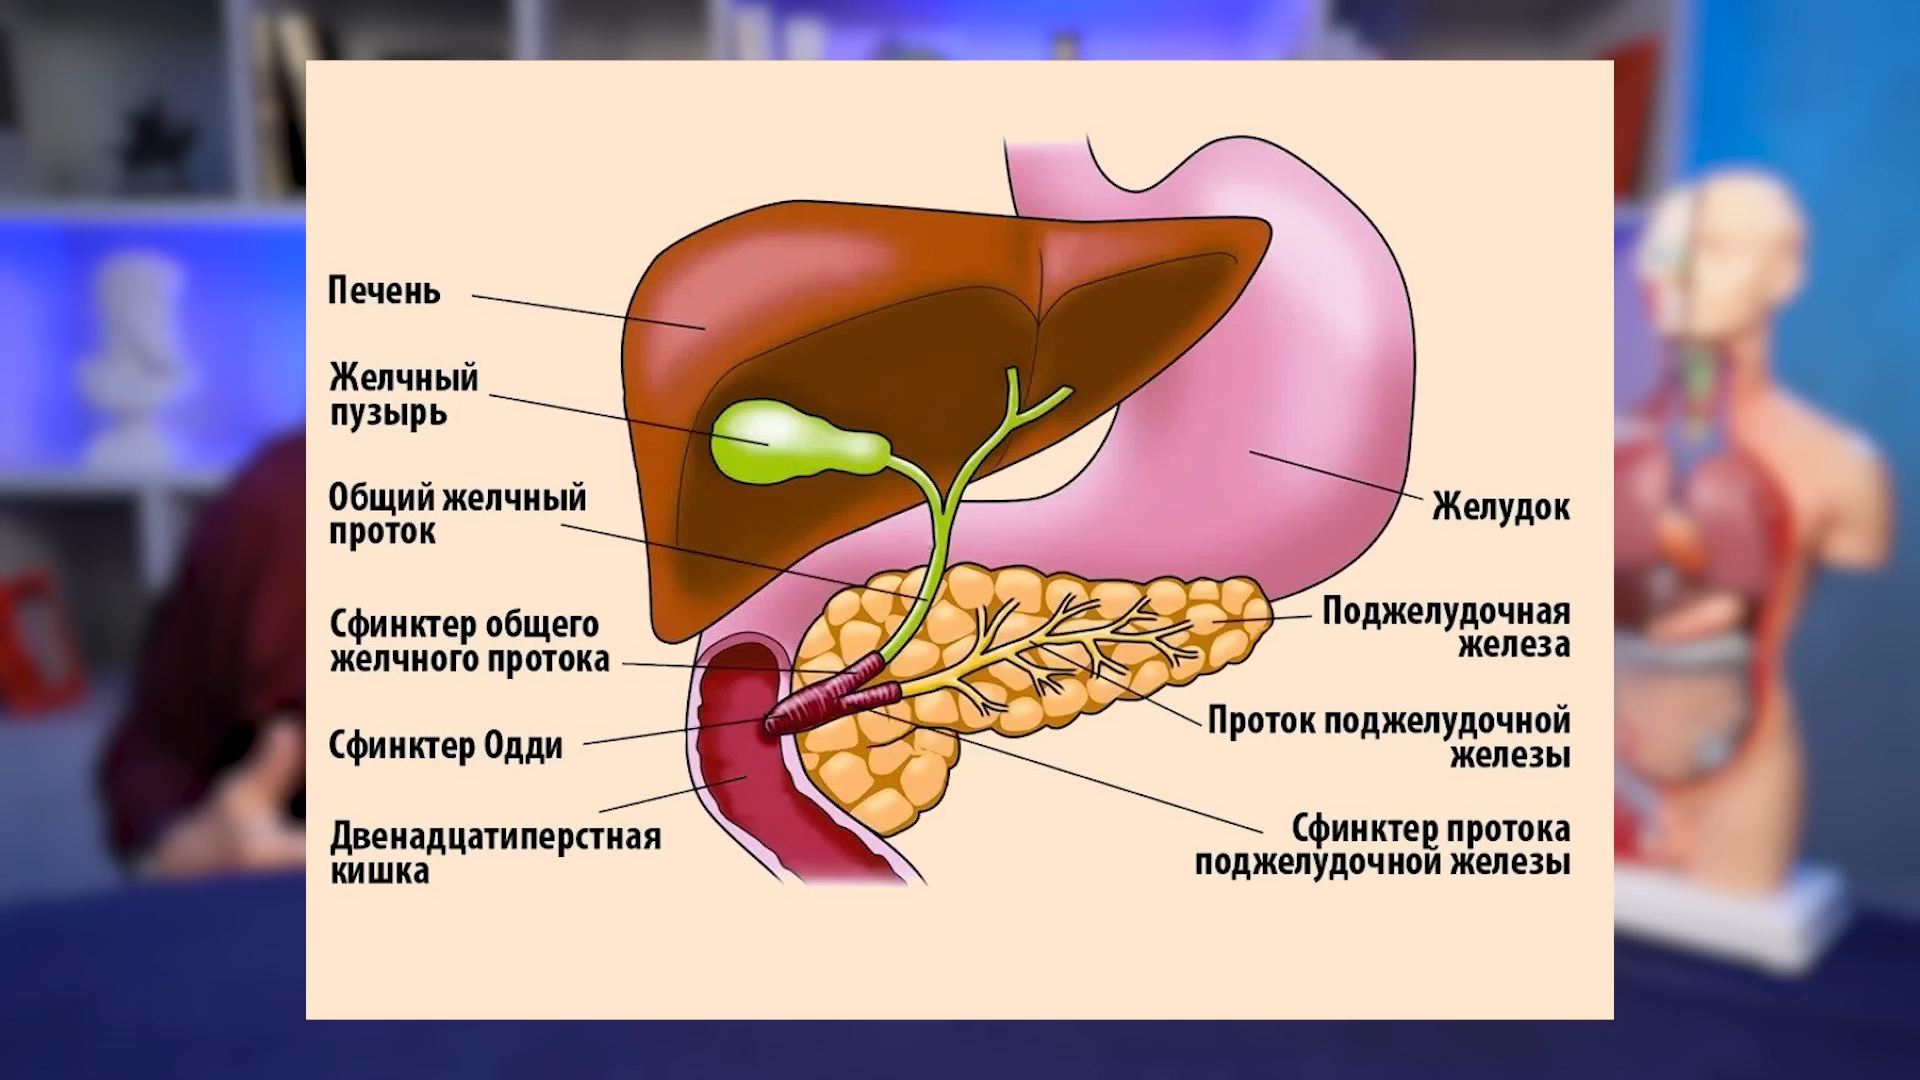 Печень
Желчный
пузырь
Общий желчный
проток
Сфинктер общего
желчного протока
Сфинктер Одди
Двенадцатиперстная
кишка
Желудок
Поджелудочная
железа
Проток поджелудочной
железы
Сфинктер протока
поджелудочной железы